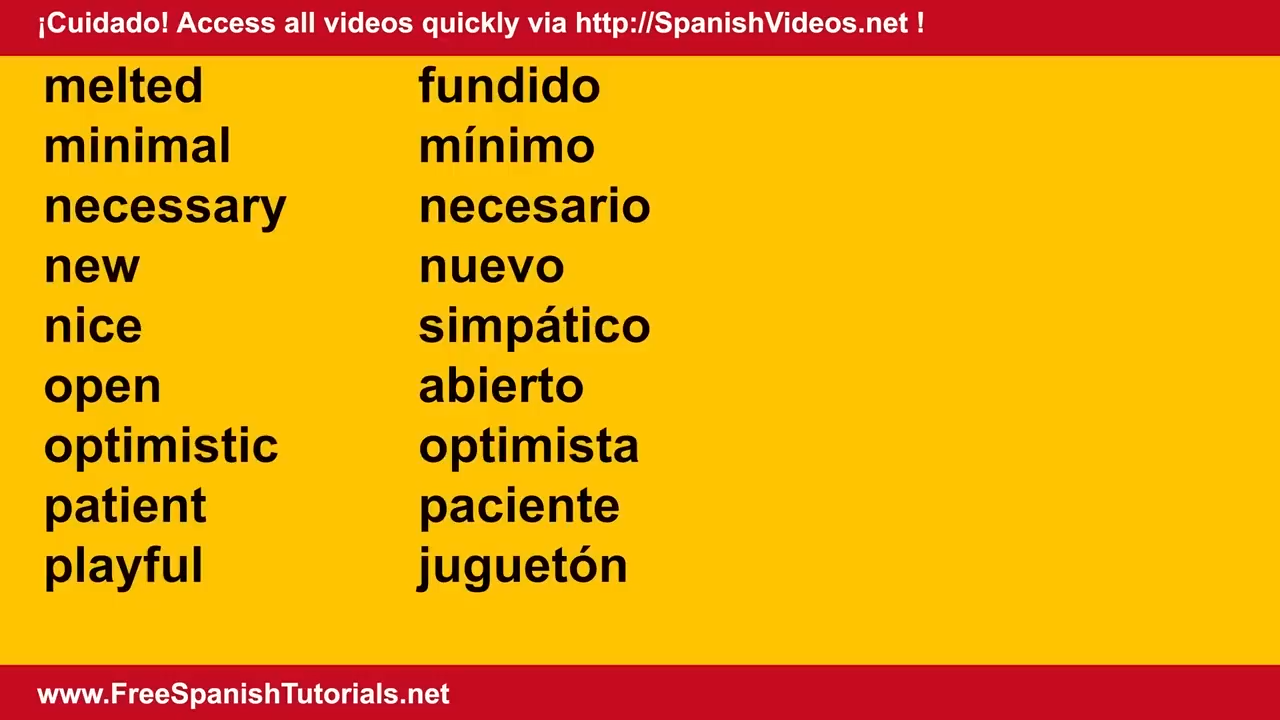 ¡Cuidado! Access all videos quickly via http://SpanishVideos.net !
melted fundido
minimal mínimo
necessary necesario
new nuevo
nice simpático
open abierto
optimistic optimista
patient paciente
playful juguetón
www.FreeSpanishTutorials.net